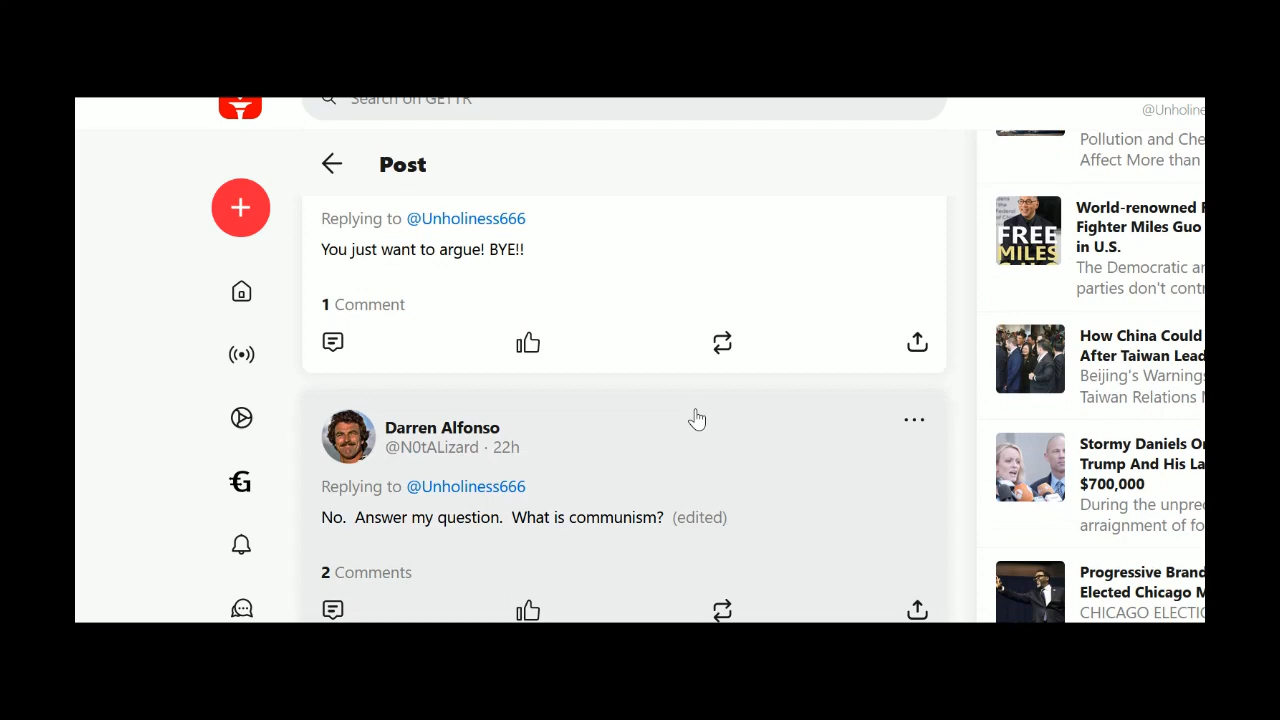 Search on GETTR
@Unholine
Post
Replying to @Unholiness666
You just want to argue! BYE!!
1 Comment
Darren Alfonso
@N0tALizard · 22h
Replying to @Unholiness666
No. Answer my question. What is communism? (edited)
2 Comments
Pollution and Che
Affect More than
FREE
MILES
World-renowned F
Fighter Miles Guo
in U.S.
The Democratic an
parties don't contr
How China Could
After Taiwan Lead
Beijing's Warning
Taiwan Relations
Stormy Daniels O
Trump And His La
$700,000
During the unpre
arraignment of fo
Progressive Brand
Elected Chicago M
CHICAGO ELECTIO